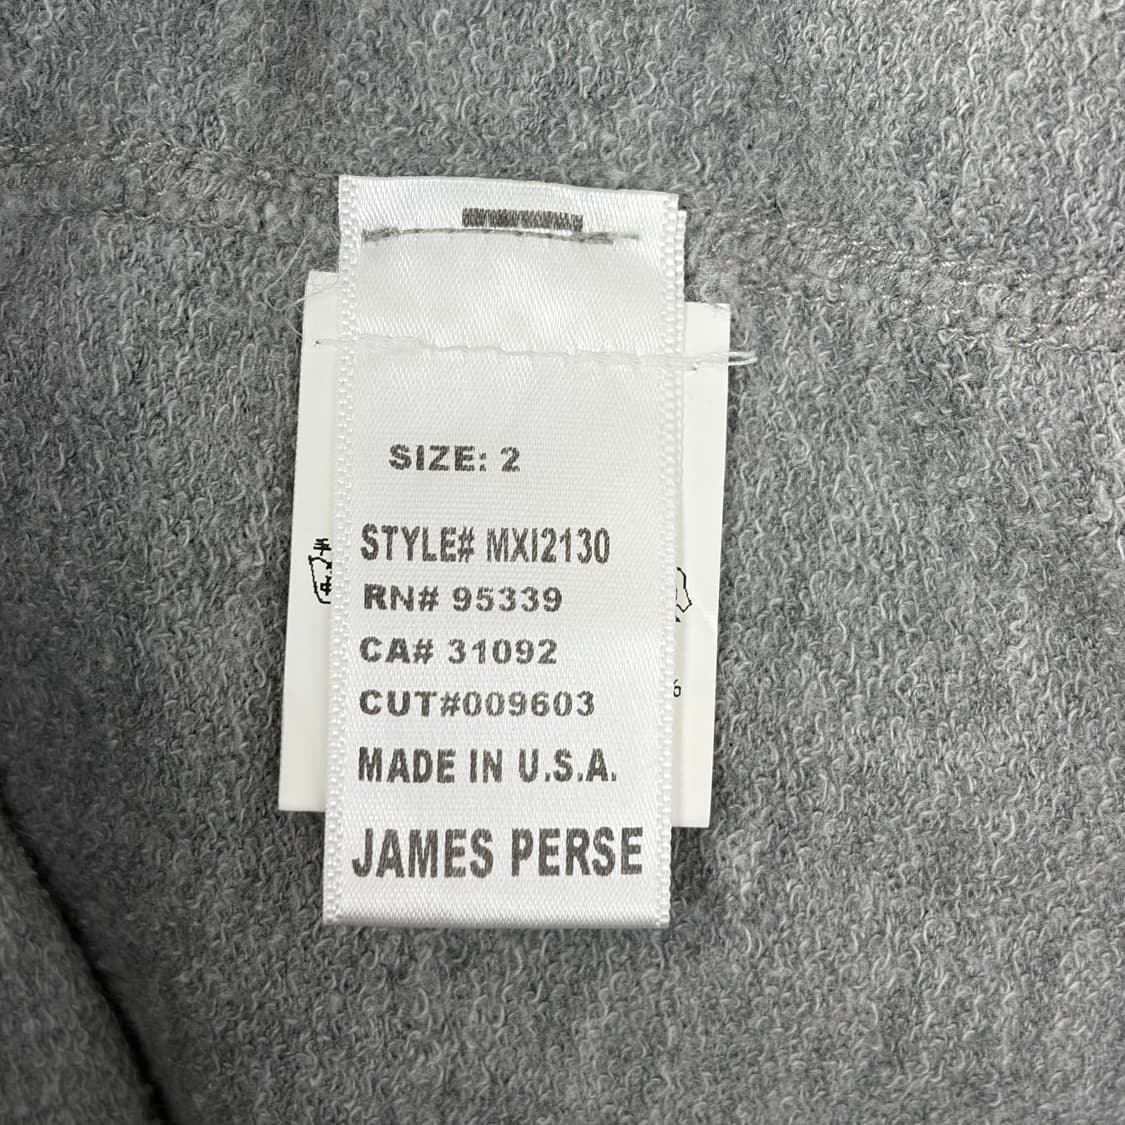 SIZE: 2
STYLE# MXI2130
RN# 95339
CA# 31092
CUT#009603
MADE IN U.S.A.
JAMES PERSE